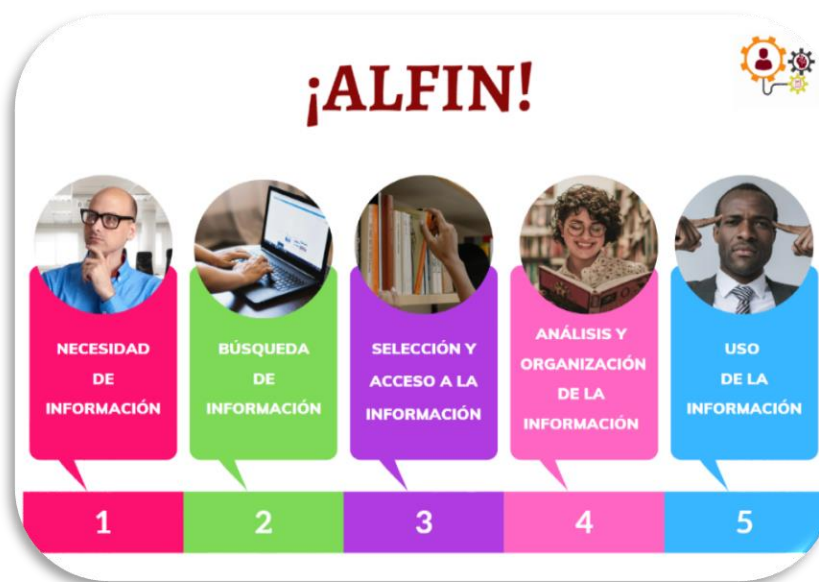 ¡ALFIN!
NECESIDAD
DE
INFORMACIÓN
BÚSQUEDA
DE
INFORMACIÓN
SELECCIÓN Y
ACCESO A LA
INFORMACIÓN
ANÁLISIS Y
ORGANIZACIÓN
DE LA
INFORMACIÓN
USO
DE LA
INFORMACIÓN
1
2
3
4
5